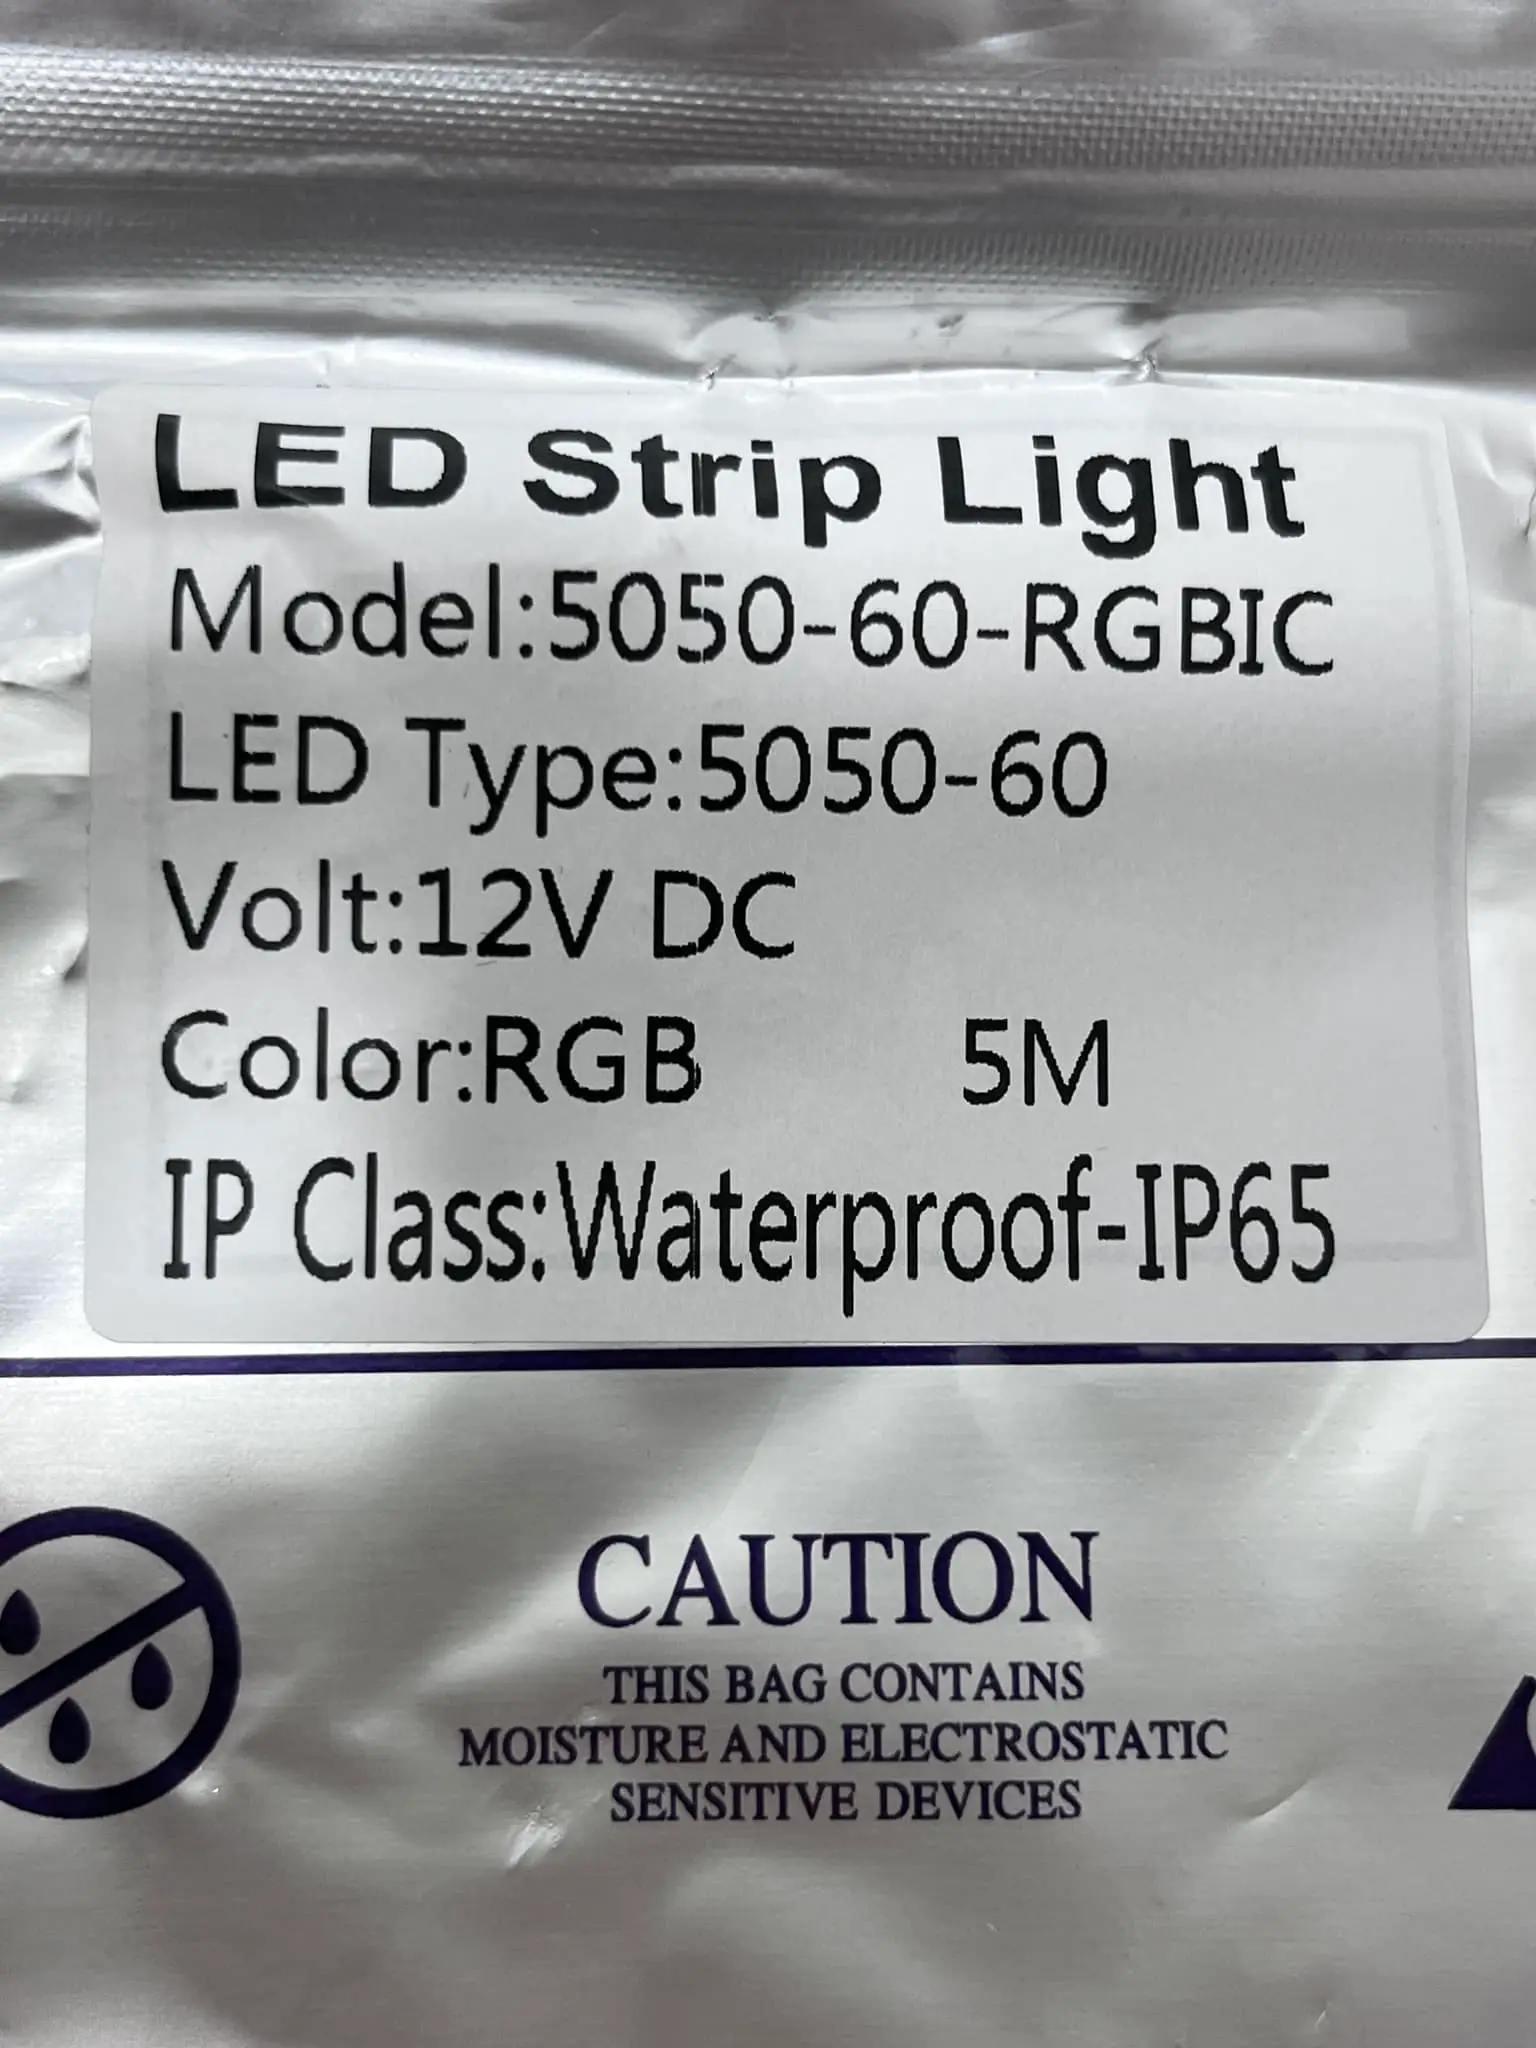 LED Strip Light
Model:5050-60-RGBIC
LED Type:5050-60
Volt:12V DC
Color:RGB 5M
IP Class:Waterproof-IP65
CAUTION
THIS BAG CONTAINS
MOISTURE AND ELECTROSTATIC
SENSITIVE DEVICES